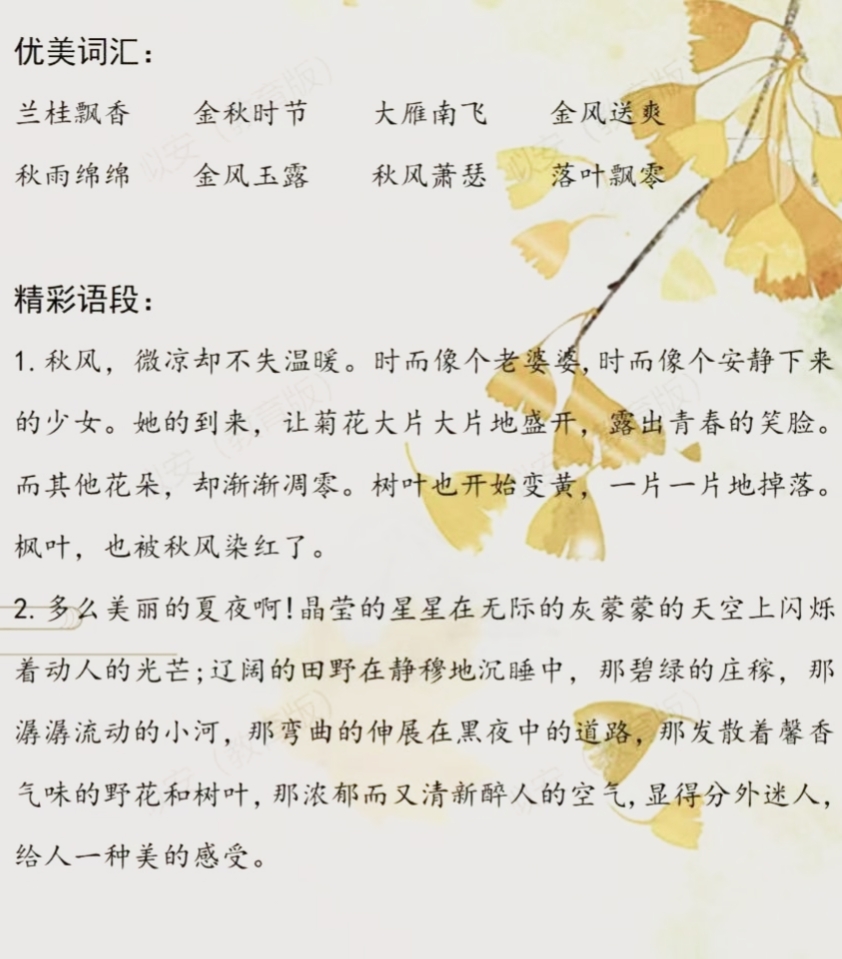 优美词汇：
兰桂飘香 金秋时节 大雁南飞 金风送爽
秋雨绵绵 金风玉露 秋风萧瑟 落叶飘零
精彩语段：
1.秋风，微凉却不失温暖。时而像个老婆婆,时而像个安静下来
的少女。她的到来，让菊花大片大片地盛开，露出青春的笑脸。
而其他花朵，却渐渐凋零。树叶也开始变黄，一片一片地掉落。
枫叶，也被秋风染红了。
2.多么美丽的夏夜啊!晶莹的星星在无际的灰蒙蒙的天空上闪烁
着动人的光芒;辽阔的田野在静穆地沉睡中，那碧绿的庄稼，那
潺潺流动的小河，那弯曲的伸展在黑夜中的道路，那发散着馨香
气味的野花和树叶,那浓郁而又清新醉人的空气,显得分外迷人，
给人一种美的感受。